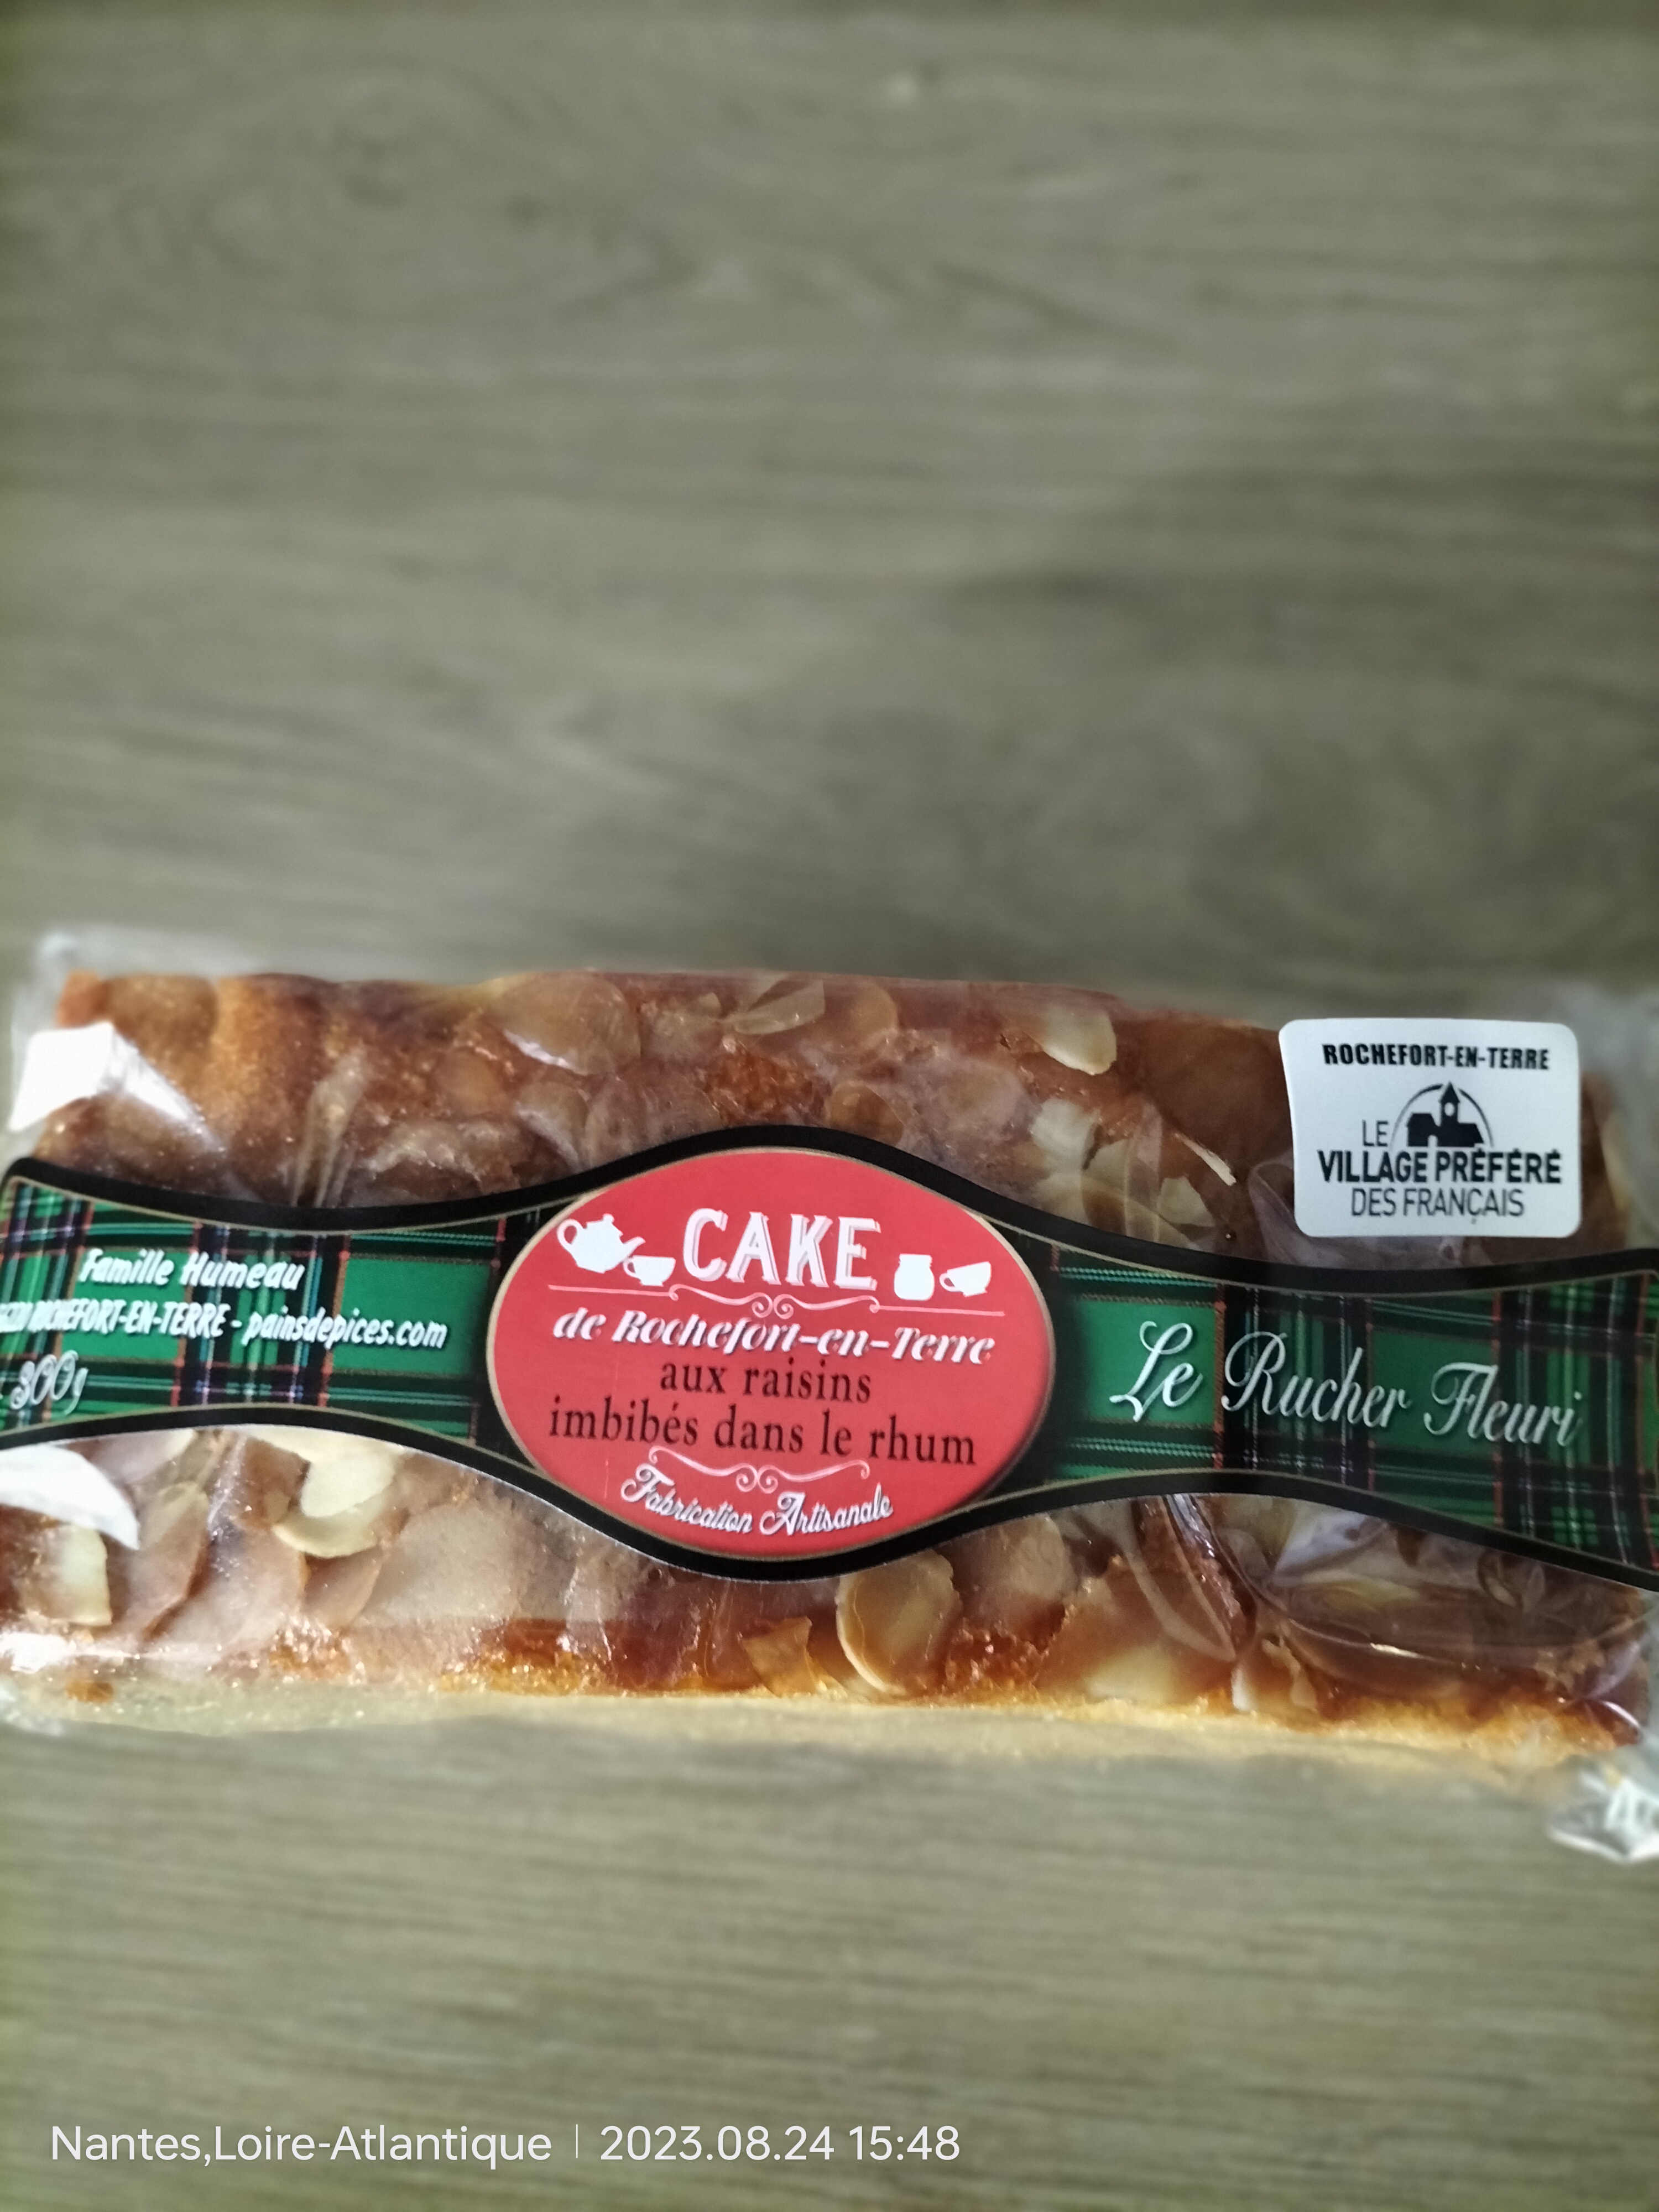 ROCHEFORT-EN-TERRE
LE
VILLAGE PRÉFÉRÉ
DES FRANÇAIS
Famille Humeau
ROCHEFORT-EN-TERRE - painsdepices.com
300g
CAKE
de Rochefort-en-Terre
aux raisins
imbibés dans le rhum
Fabrication Artisanale
Le Rucher Fleuri
Nantes,Loire-Atlantique | 2023.08.24 15:48